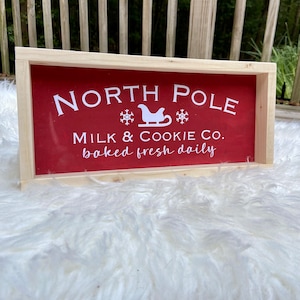 North Pole
Milk & Cookie Co.
baked fresh daily